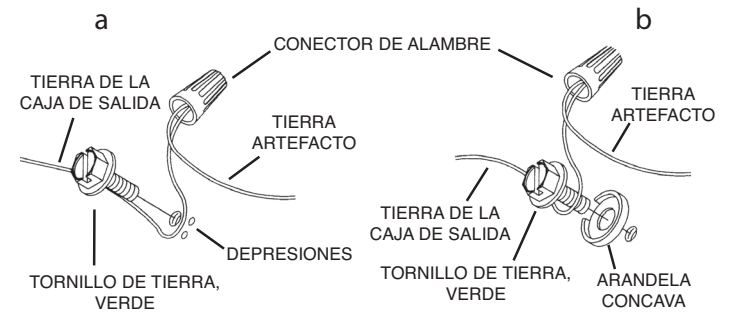 a
b
CONECTOR DE ALAMBRE
TIERRA DE LA
CAJA DE SALIDA
TIERRA
ARTEFACTO
TIERRA
ARTEFACTO
DEPRESIONES
TORNILLO DE TIERRA,
VERDE
TIERRA DE LA
CAJA DE SALIDA
TORNILLO DE TIERRA,
VERDE
ARANDELA
CONCAVA